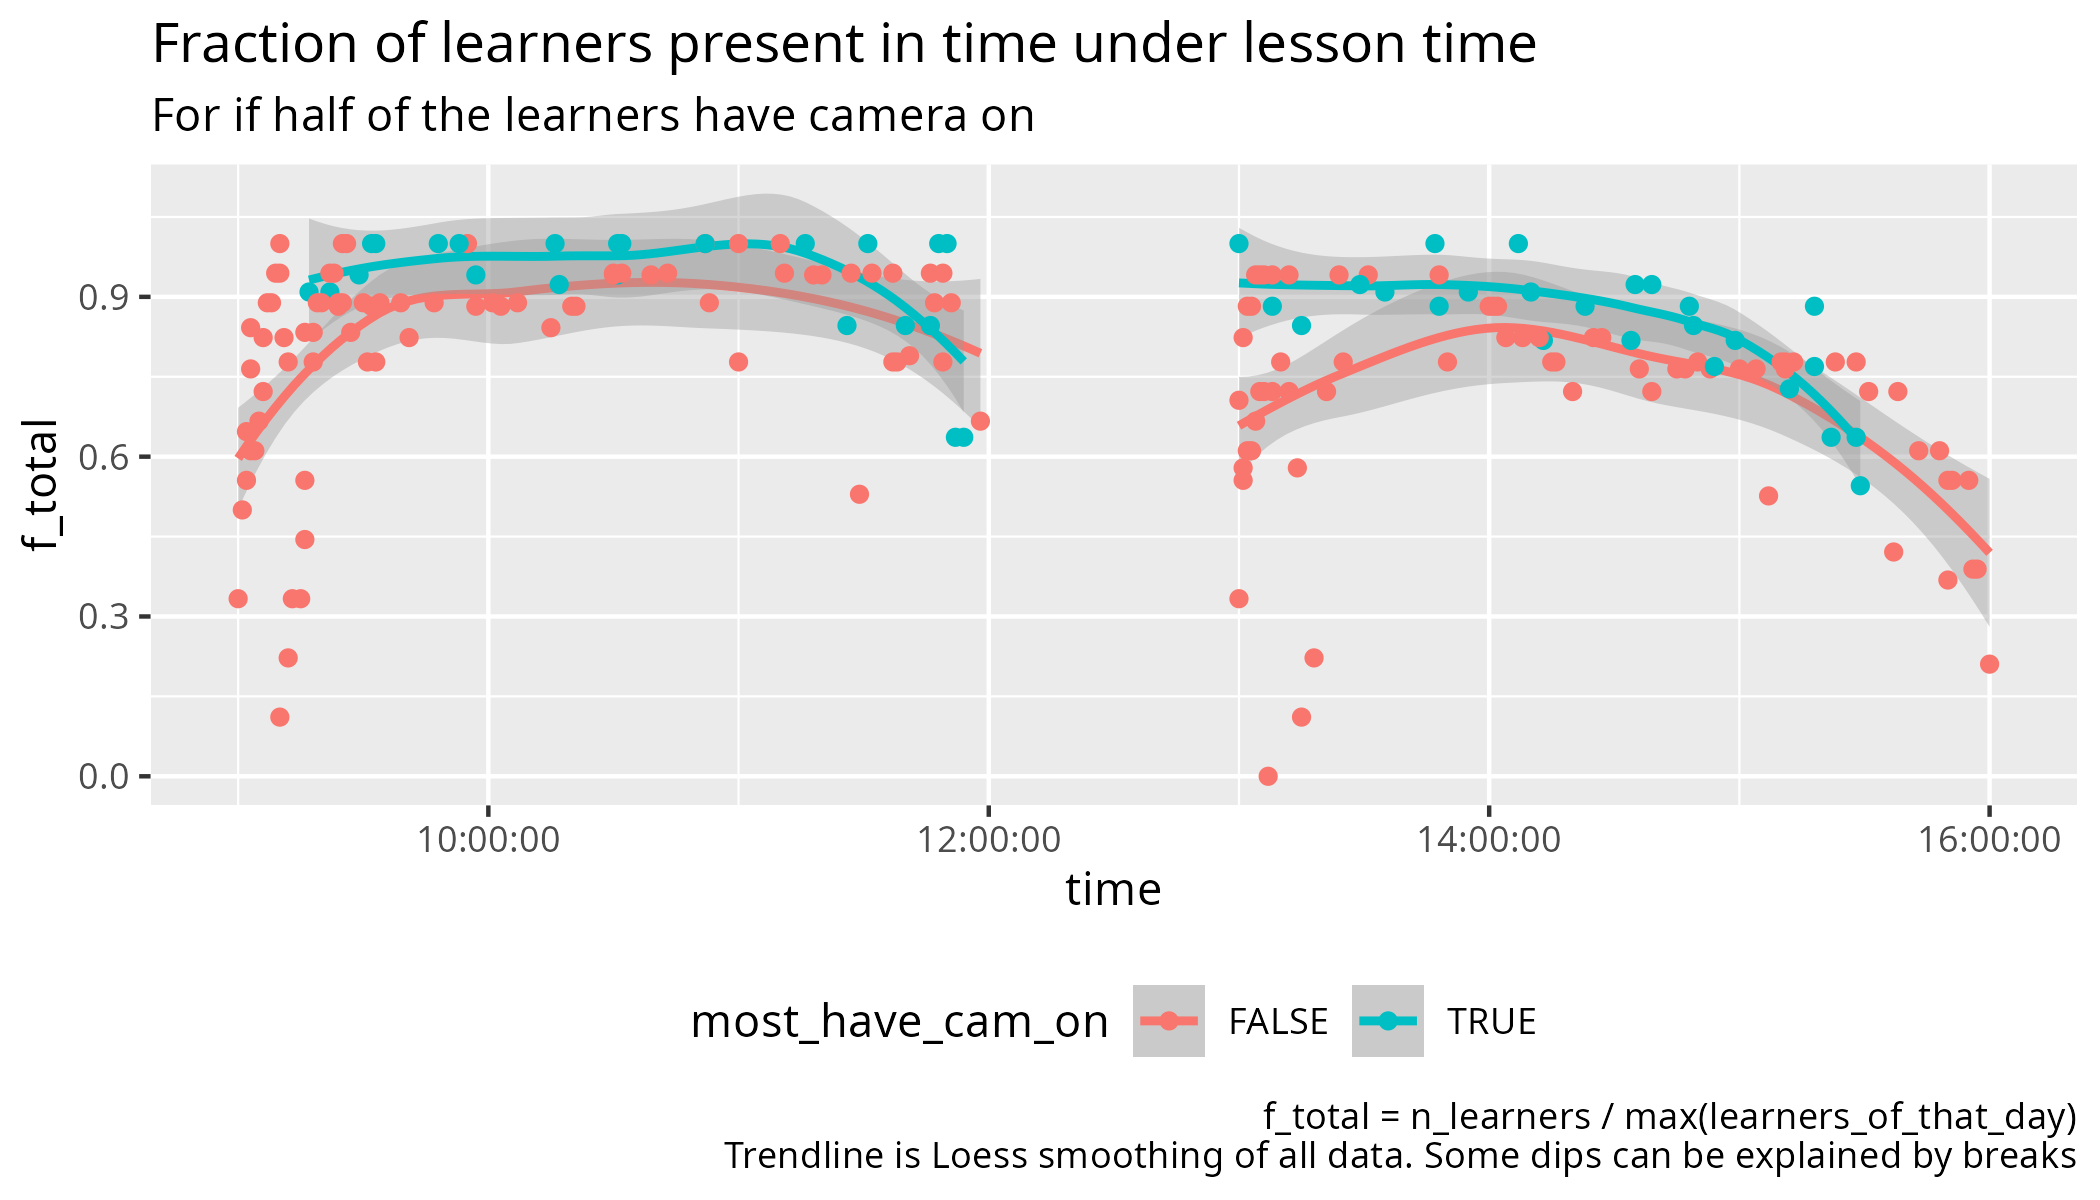 Fraction of learners present in time under lesson time
For if half of the learners have camera on
f_total
0.9
0.6
0.3
0.0
10:00:00
12:00:00
14:00:00
16:00:00
time
most_have_cam_on
FALSE
TRUE
f_total = n_learners / max(learners_of_that_day)
Trendline is Loess smoothing of all data. Some dips can be explained by breaks